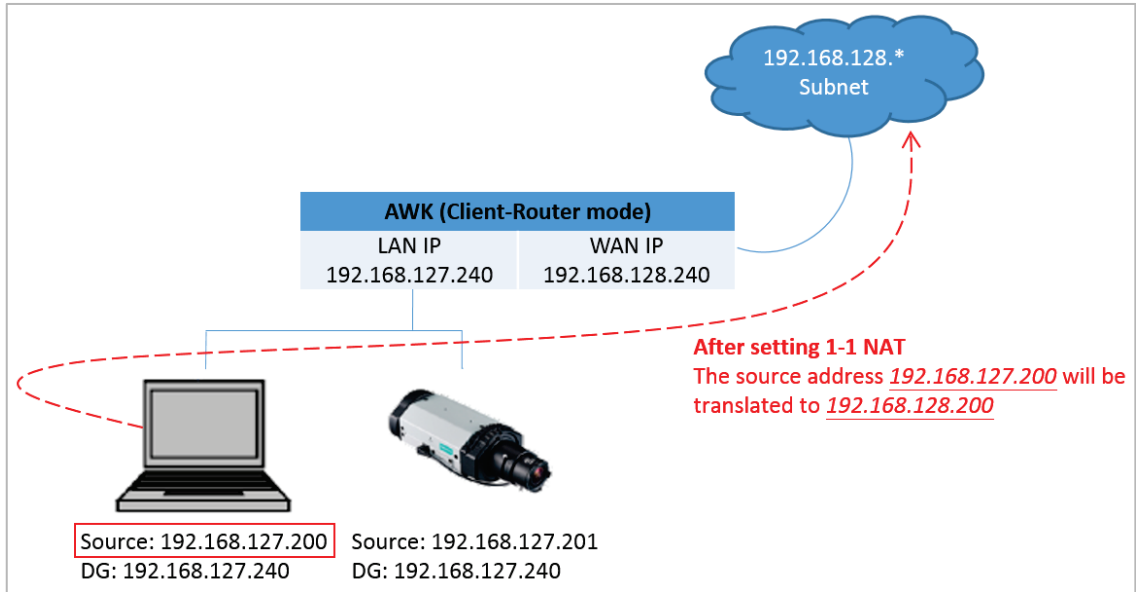 192.168.128.*
Subnet
AWK (Client-Router mode)
LAN IP
WAN IP
192.168.127.240
192.168.128.240
After setting 1-1 NAT
The source address 192.168.127.200 will be
translated to 192.168.128.200
Source: 192.168.127.200
DG: 192.168.127.240
Source: 192.168.127.201
DG: 192.168.127.240